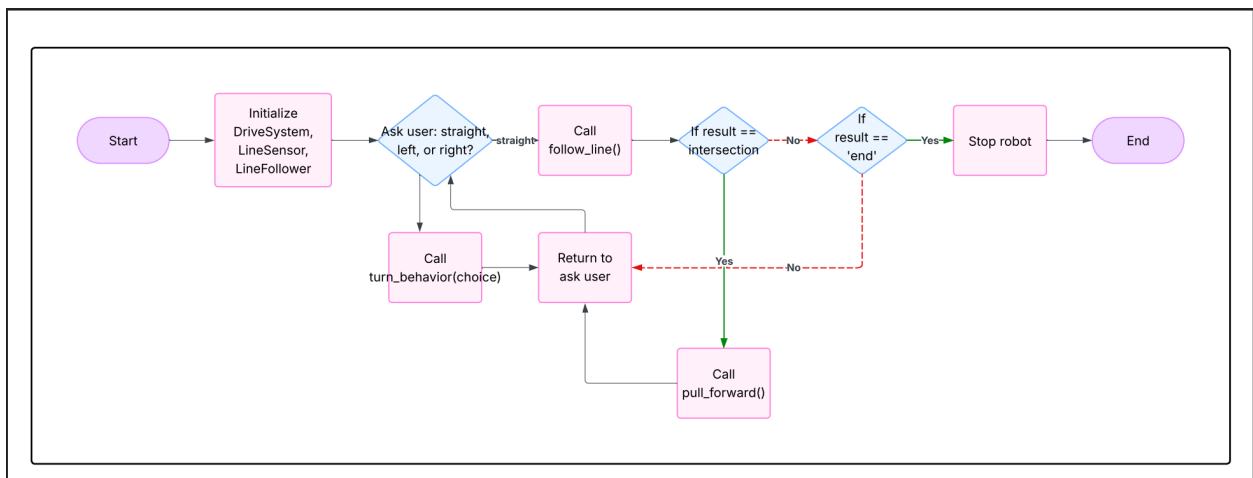 Start
Initialize
DriveSystem,
LineSensor,
LineFollower
Ask user: straight,
left, or right?
straight
Call
follow_line()
If result ==
intersection
No
If
result ==
'end'
Yes
Stop robot
End
Call
turn_behavior(choice)
Return to
ask user
Yes
No
Call
pull_forward()